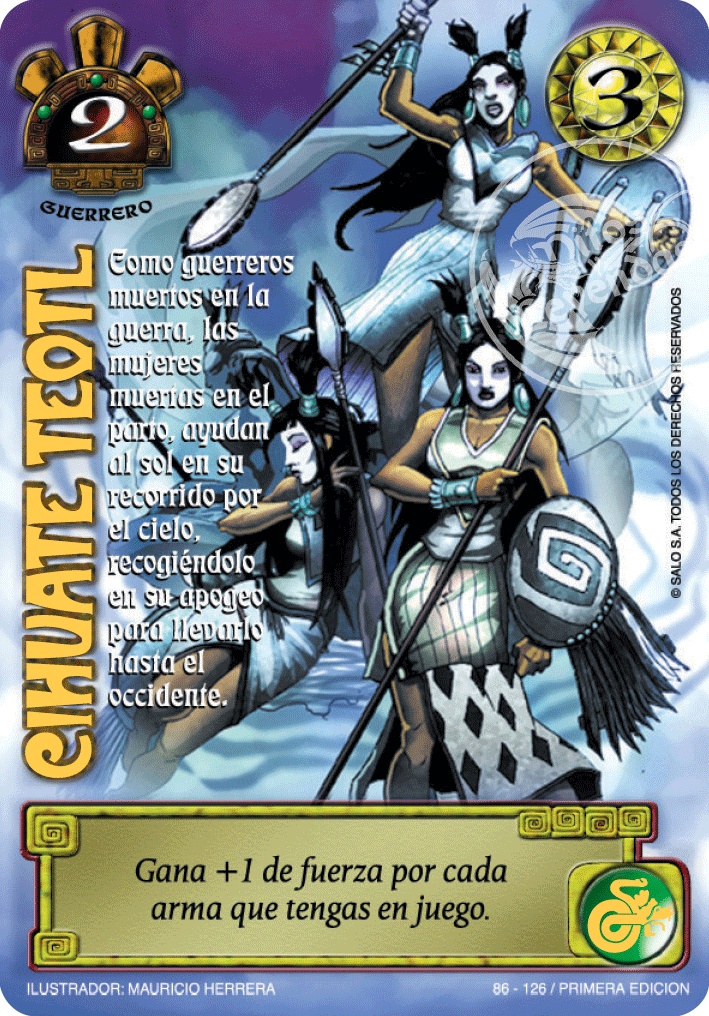 2
3
GUERRERO
CIHUATE TEOTL
Como guerreros
muertos en la
guerra, las
mujeres
muertas en el
parto, ayudan
al sol en su
recorrido por
el cielo,
recogiéndolo
en su apogeo
para llevarlo
hasta el
occidente.
Mitos
Leyendas
© SALO S.A. TODOS LOS DERECHOS RESERVADOS
Gana +1 de fuerza por cada
arma que tengas en juego.
ILUSTRADOR: MAURICIO HERRERA
86 - 126 / PRIMERA EDICION